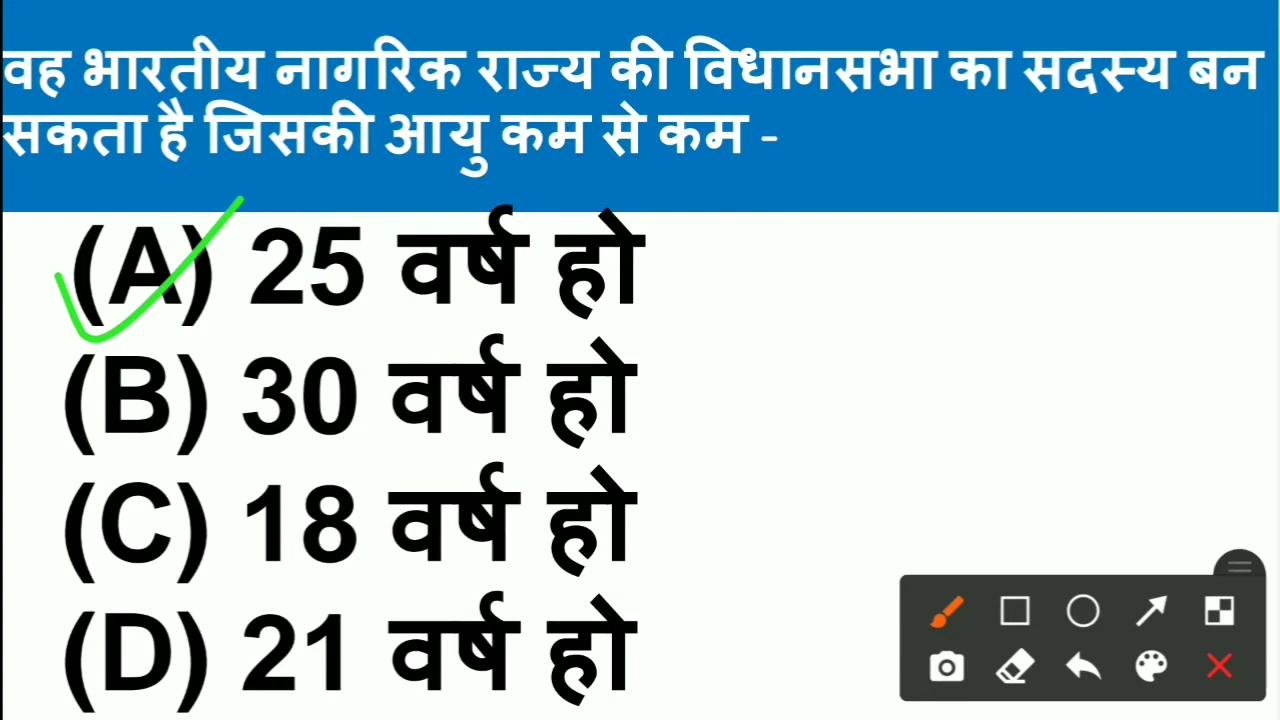 वह भारतीय नागरिक राज्य की विधानसभा का सदस्य बन
सकता है जिसकी आयु कम से कम -
(A) 25 वर्ष हो
(B) 30 वर्ष हो
(C) 18 वर्ष हो
(D) 21 वर्ष हो